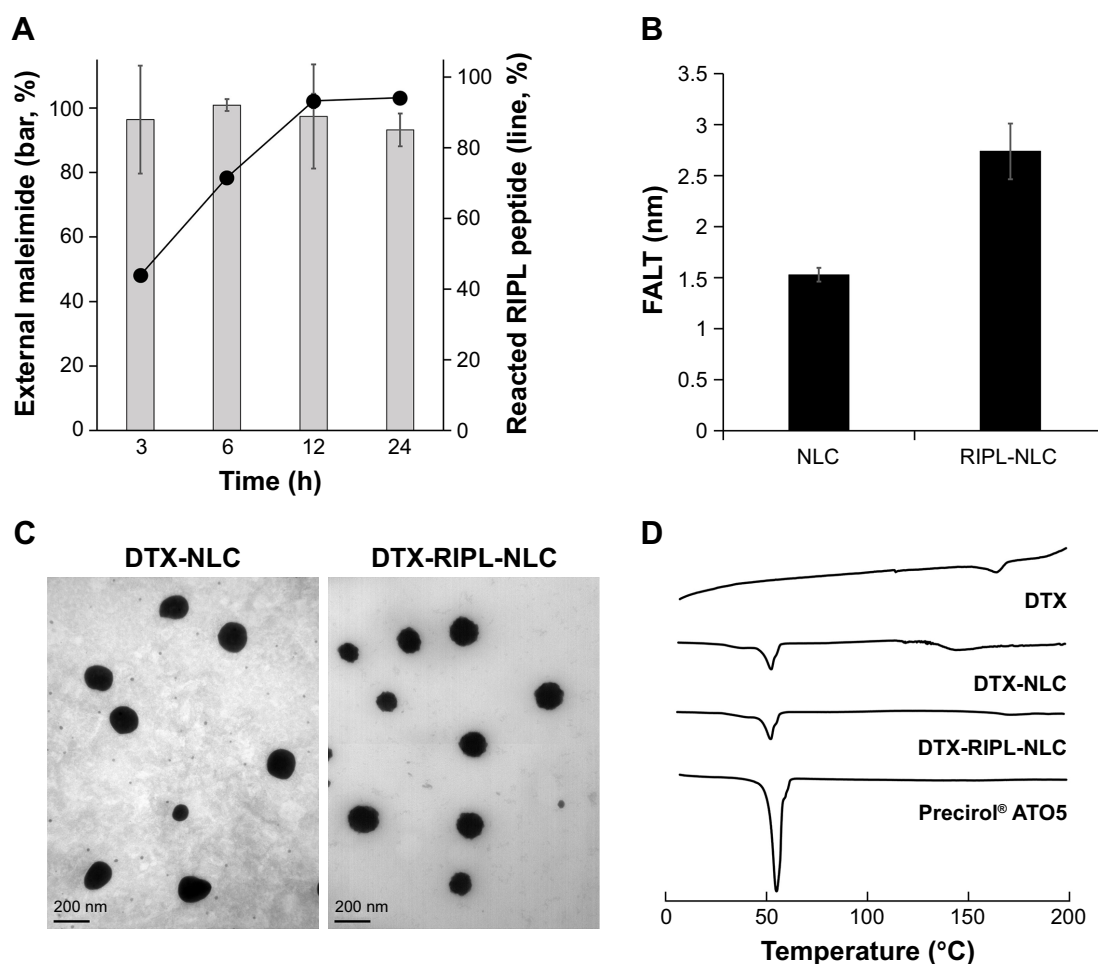 A
External maleimide (bar, %)
100
80
60
40
20
0
3
6
12
24
Time (h)
100
80
60
40
20
0
Reacted RIPL peptide (line, %)
B
FALT (nm)
3.5
3
2.5
2
1.5
1
0.5
0
NLC
RIPL-NLC
C
DTX-NLC
DTX-RIPL-NLC
200 nm
200 nm
D
DTX
DTX-NLC
DTX-RIPL-NLC
Precirol® ATO5
0
50
100
150
200
Temperature (°C)